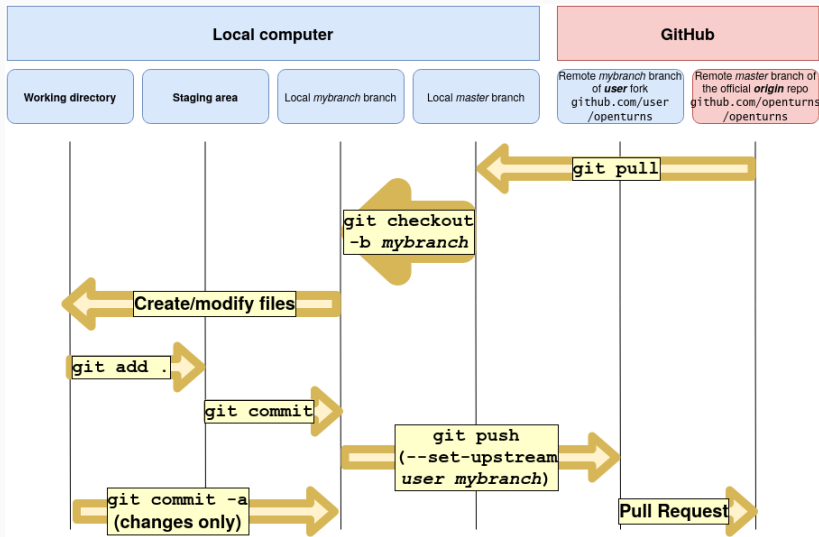 Local computer
GitHub
Working directory
Staging area
Local mybranch branch
Local master branch
Remote mybranch branch
of user fork
github.com/user
/openturns
Remote master branch of
the official origin repo
github.com/openturns
/openturns
git pull
git checkout
-b mybranch
Create/modify files
git add .
git commit
git push
(--set-upstream
user mybranch)
git commit -a
(changes only)
Pull Request